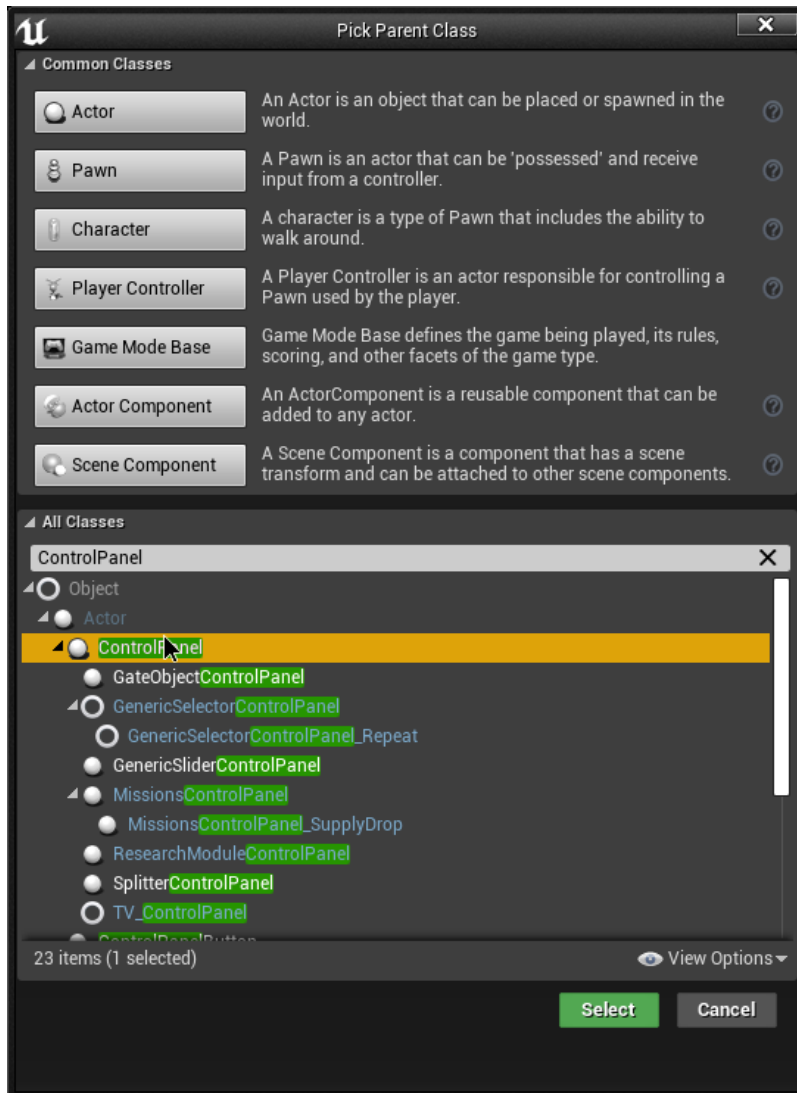 Pick Parent Class
Common Classes
Actor
An Actor is an object that can be placed or spawned in the
world.
Pawn
A Pawn is an actor that can be 'possessed' and receive
input from a controller.
Character
A character is a type of Pawn that includes the ability to
walk around.
Player Controller
A Player Controller is an actor responsible for controlling a
Pawn used by the player.
Game Mode Base
Game Mode Base defines the game being played, its rules,
scoring, and other facets of the game type.
Actor Component
An ActorComponent is a reusable component that can be
added to any actor.
Scene Component
A Scene Component is a component that has a scene
transform and can be attached to other scene components.
All Classes
ControlPanel
Object
Actor
ControlPanel
GateObjectControlPanel
GenericSelectorControlPanel
GenericSelectorControlPanel_Repeat
GenericSliderControlPanel
MissionsControlPanel
MissionsControlPanel_SupplyDrop
ResearchModuleControlPanel
SplitterControlPanel
TV_ControlPanel
ControlPanelButton
23 items (1 selected)
View Options
Select
Cancel